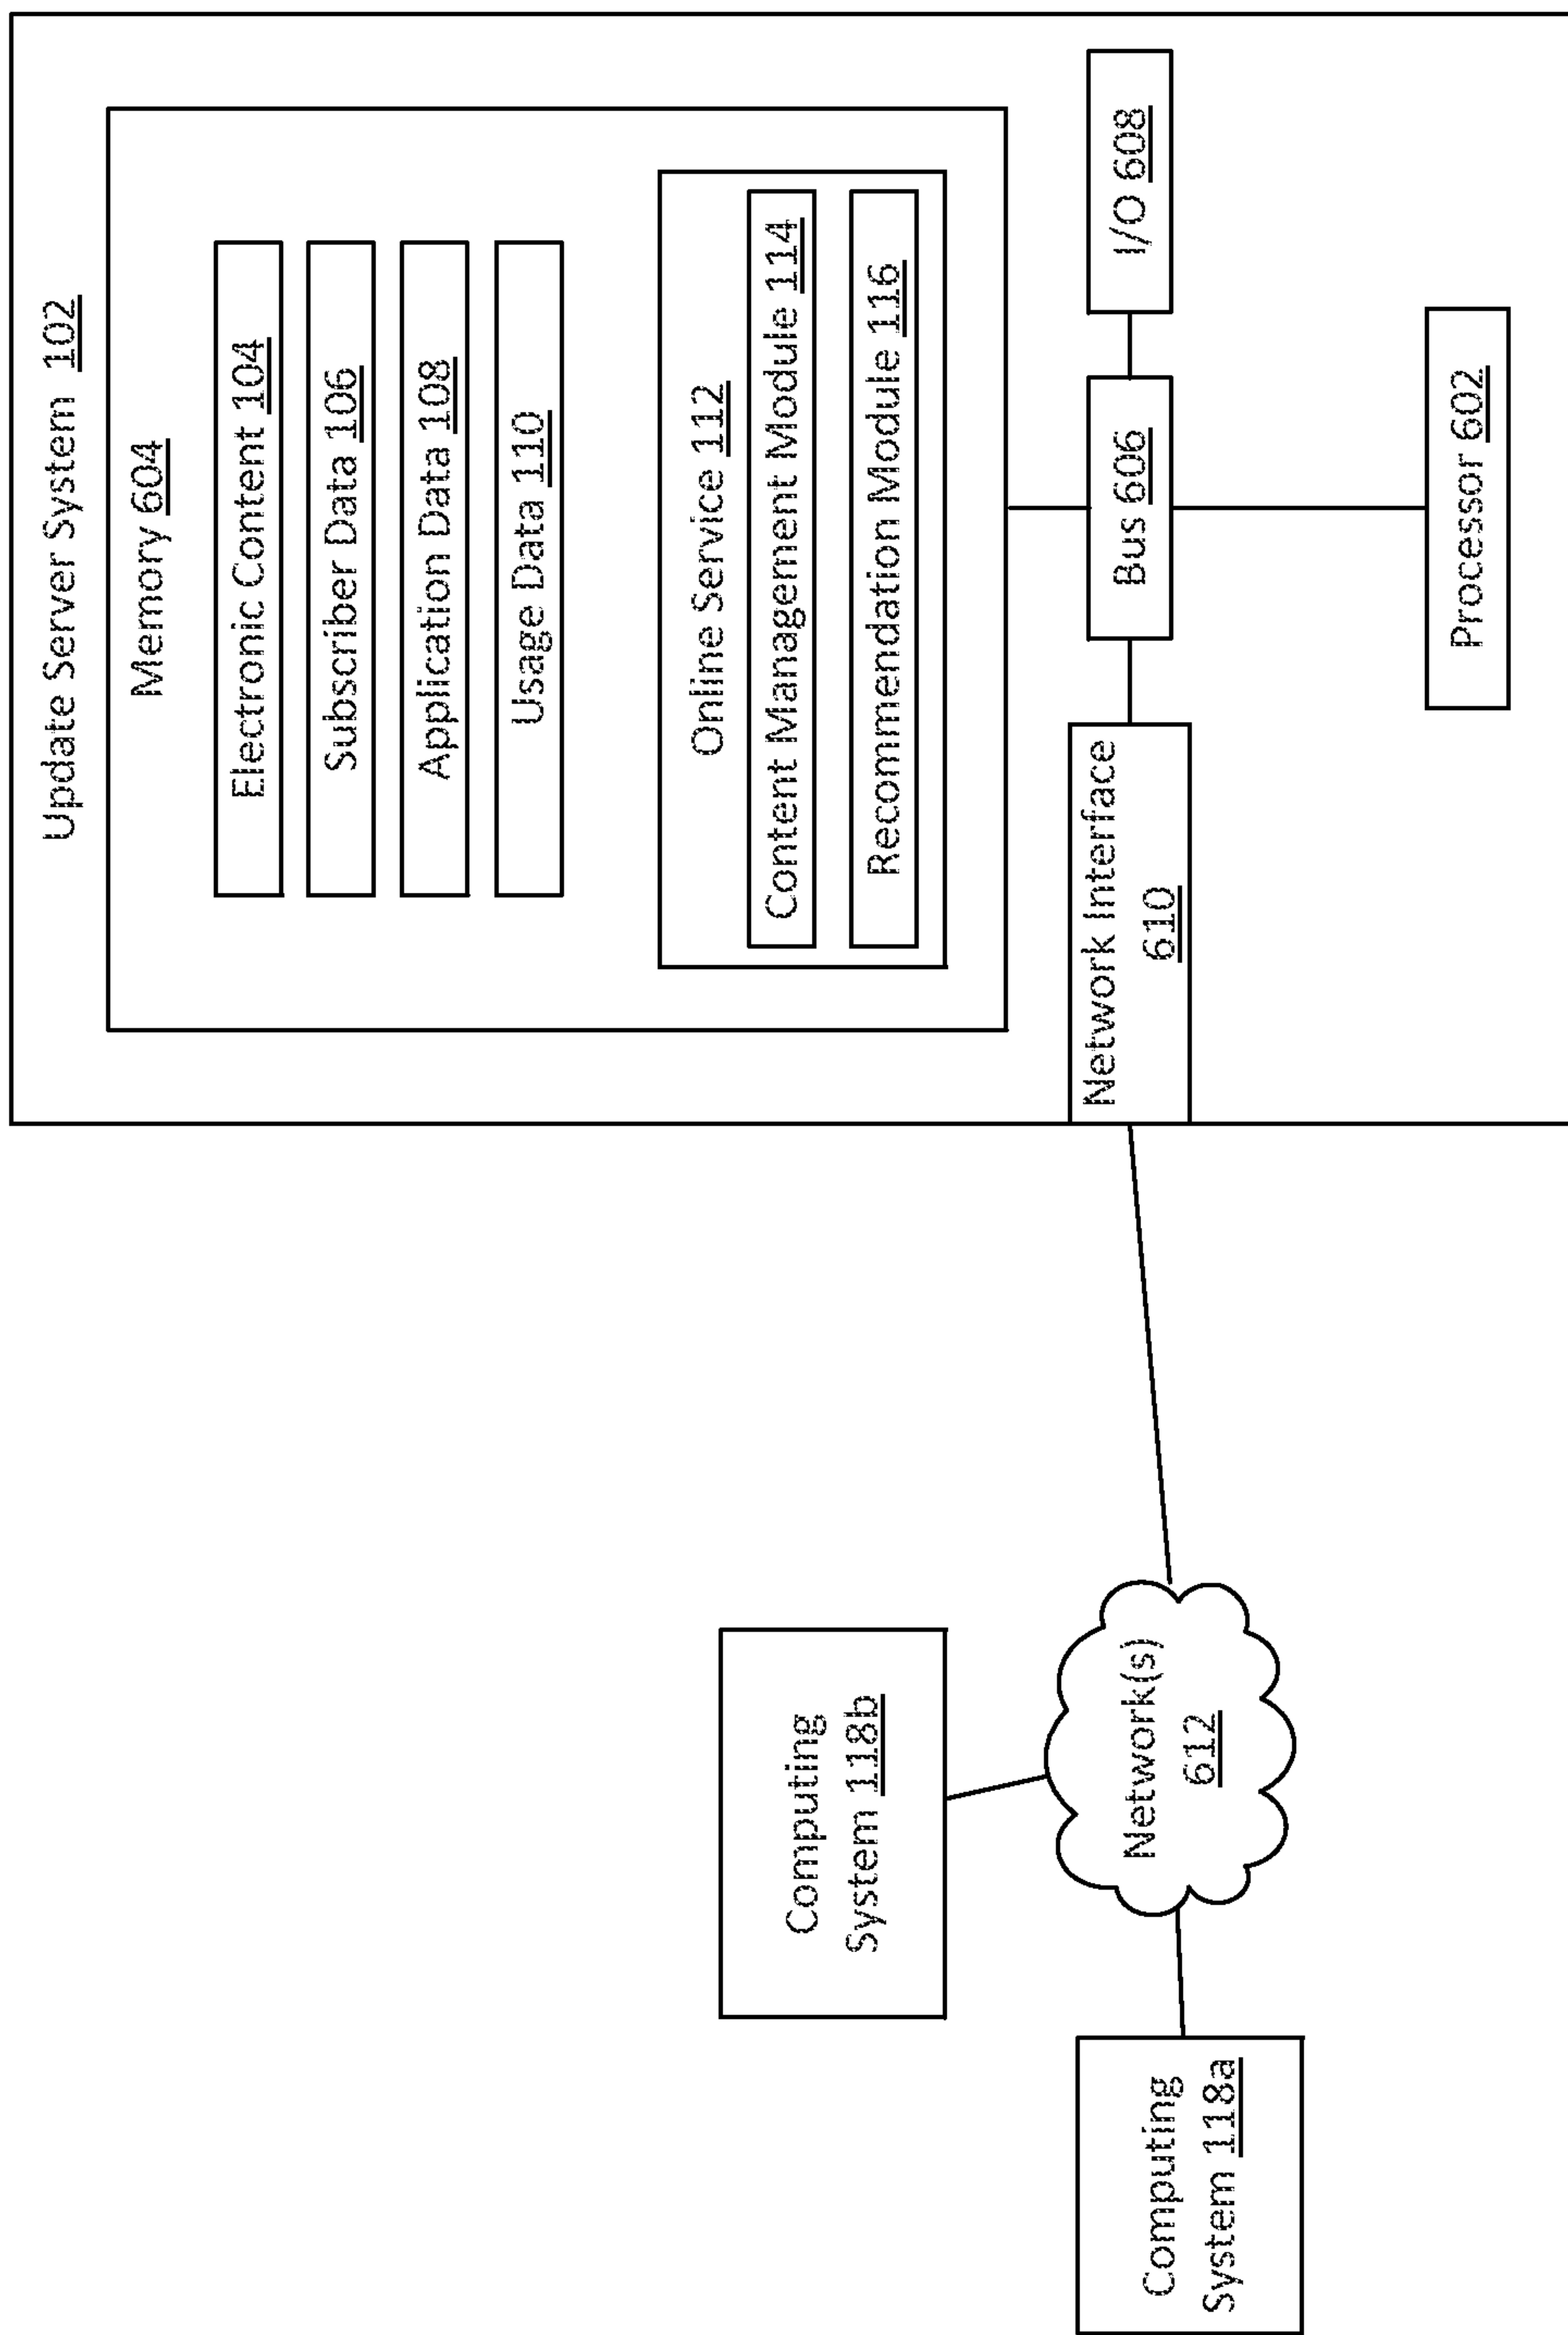 Update Server System 102
Memory 604
Electronic Content 104
Subscriber Data 106
Application Data 108
Usage Data 110
Online Service 112
Content Management Module 114
Recommendation Module 116
Network Interface
610
Bus 606
I/O 608
Processor 602
Computing
System 118b
Network(s)
612
Computing
System 118a